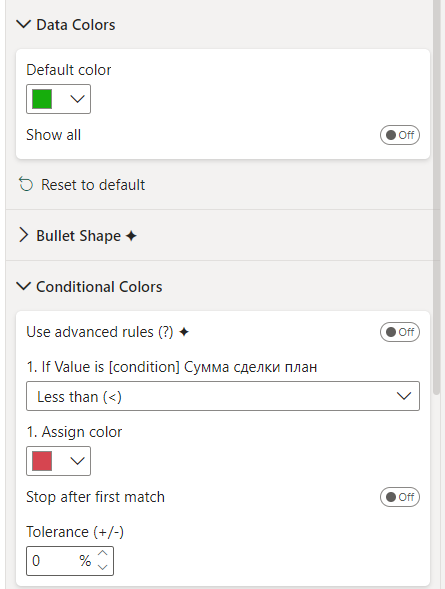 Data Colors
Default color
Show all
Off
Reset to default
Bullet Shape ✦
Conditional Colors
Use advanced rules (?) ✦
Off
1. If Value is [condition] Сумма сделки план
Less than (<)
1. Assign color
Stop after first match
Off
Tolerance (+/-)
0 %